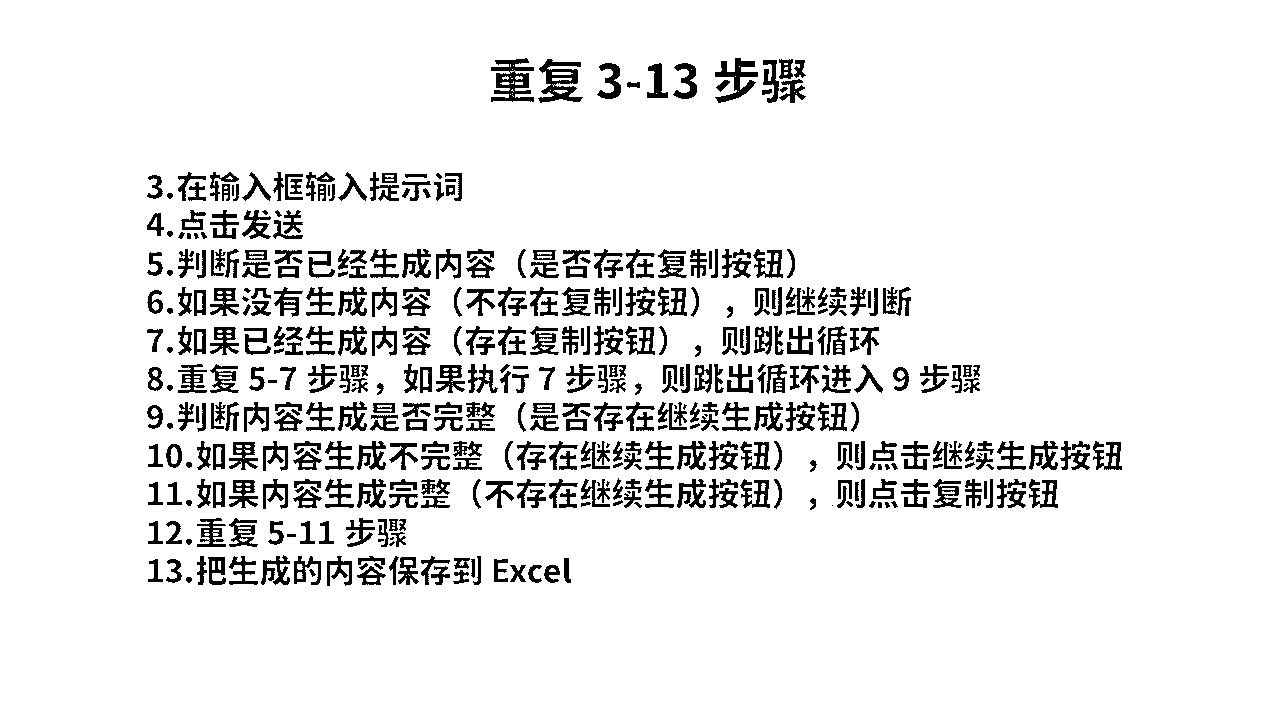 重复 3-13 步骤
3.在输入框输入提示词
4.点击发送
5.判断是否已经生成内容（是否存在复制按钮）
6.如果没有生成内容（不存在复制按钮），则继续判断
7.如果已经生成内容（存在复制按钮），则跳出循环
8.重复 5-7 步骤，如果执行 7 步骤，则跳出循环进入 9 步骤
9.判断内容生成是否完整（是否存在继续生成按钮）
10.如果内容生成不完整（存在继续生成按钮），则点击继续生成按钮
11.如果内容生成完整（不存在继续生成按钮），则点击复制按钮
12.重复 5-11 步骤
13.把生成的内容保存到 Excel